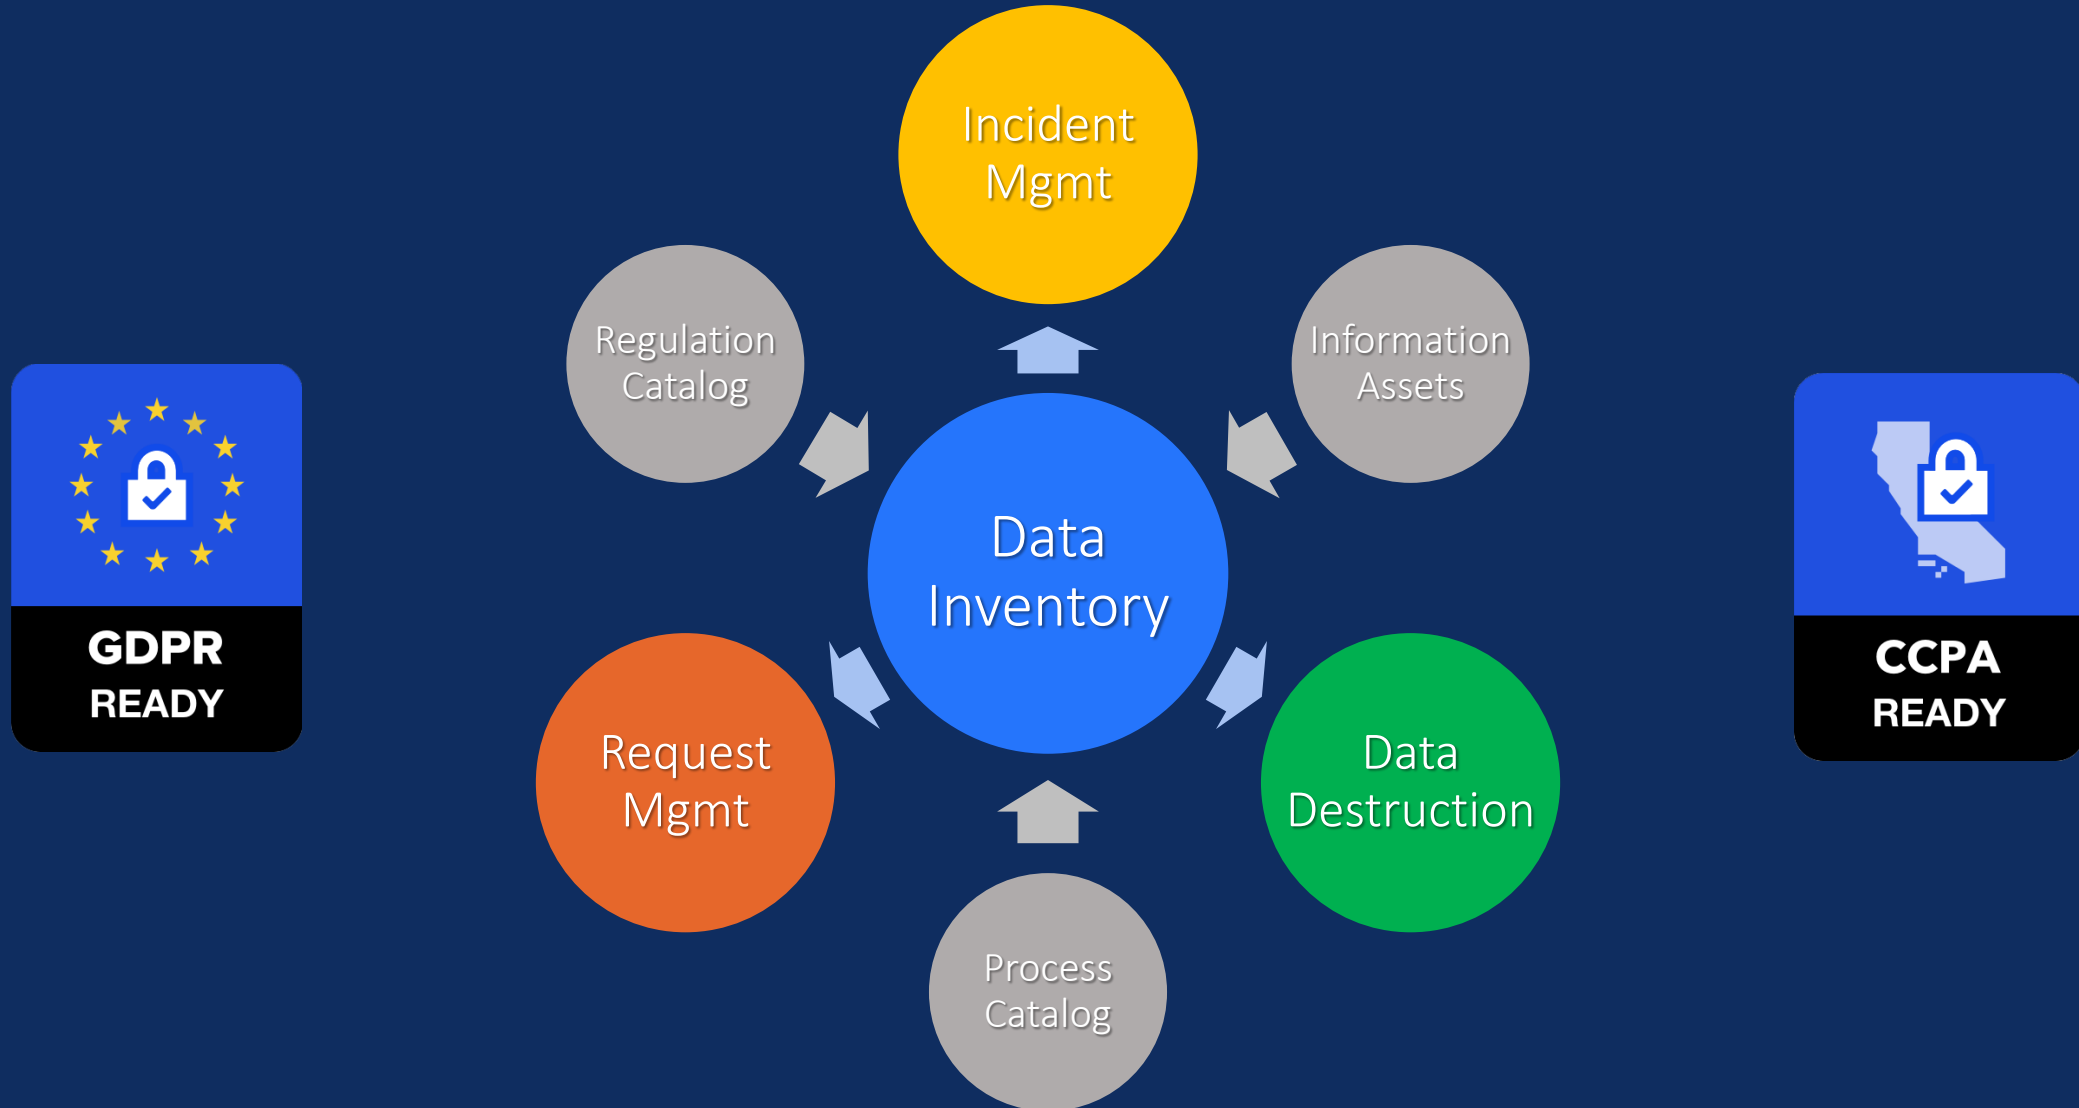 Incident
Mgmt
Regulation
Catalog
Information
Assets
Data
Inventory
GDPR
READY
CCPA
READY
Request
Mgmt
Data
Destruction
Process
Catalog